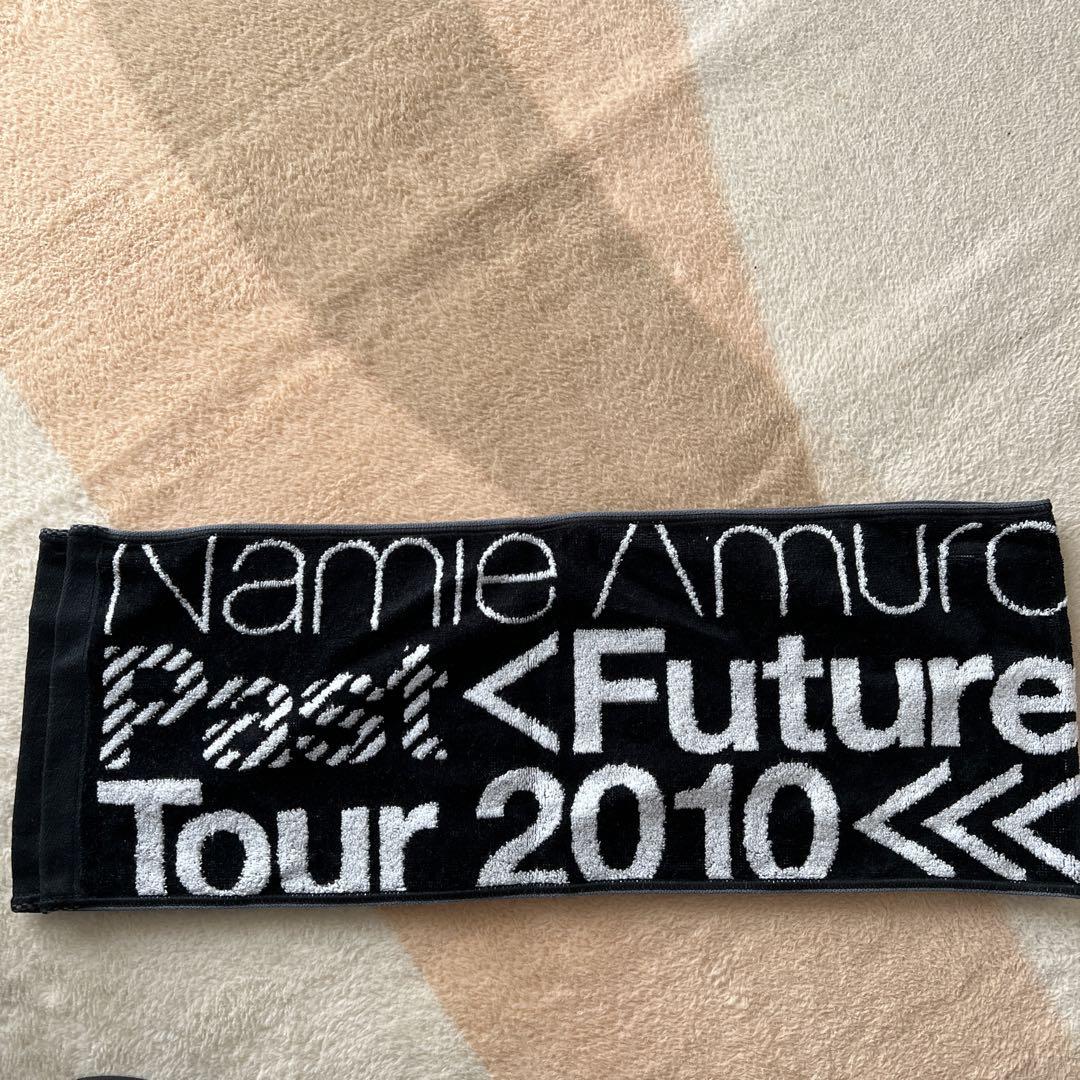 Namie Amuro
Past <Future
Tour 2010<<<